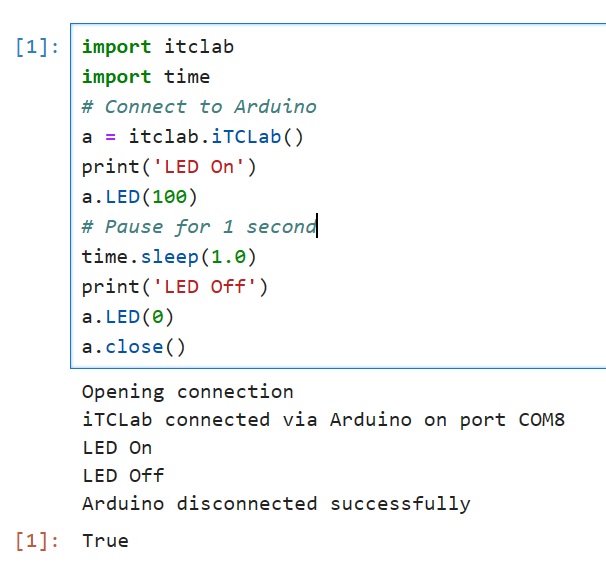 [1]: import itclab
import time
# Connect to Arduino
a = itclab.iTCLab()
print('LED On')
a.LED(100)
# Pause for 1 second
time.sleep(1.0)
print('LED Off')
a.LED(0)
a.close()
Opening connection
iTCLab connected via Arduino on port COM8
LED On
LED Off
Arduino disconnected successfully
[1]: True